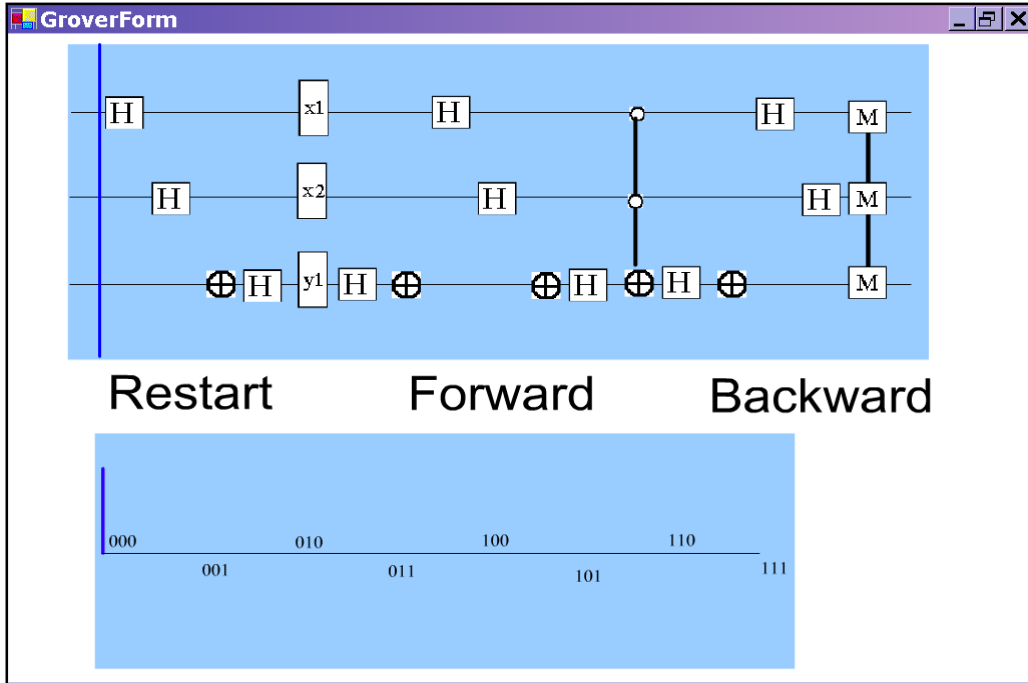 GroverForm
H x1 H H M
H x2 H H M
H y1 H H H M
Restart Forward Backward
000 010 100 110
001 011 101 111